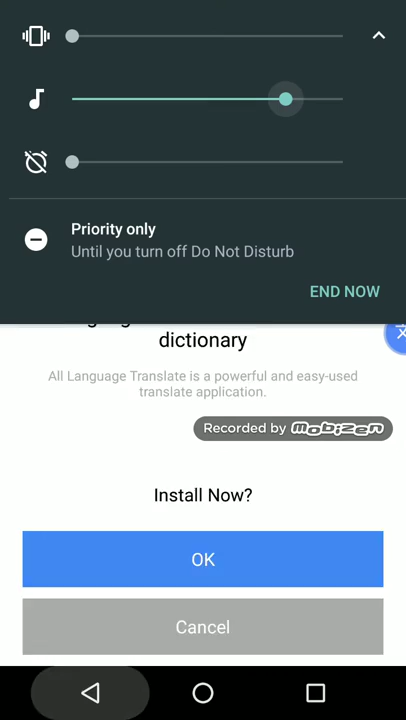 Priority only
Until you turn off Do Not Disturb
END NOW
dictionary
All Language Translate is a powerful and easy-used
translate application.
Recorded by mobizen
Install Now?
OK
Cancel